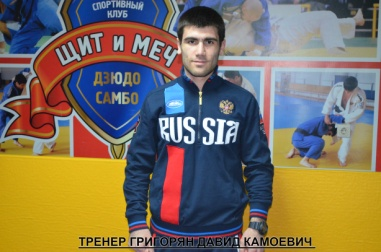 СПОРТИВНЫЙ КЛУБ
ЩИТ И МЕЧ
ДЗЮДО
САМБО
RUSSIA
ТРЕНЕР ГРИГОРЯН ДАВИД КАМОЕВИЧ